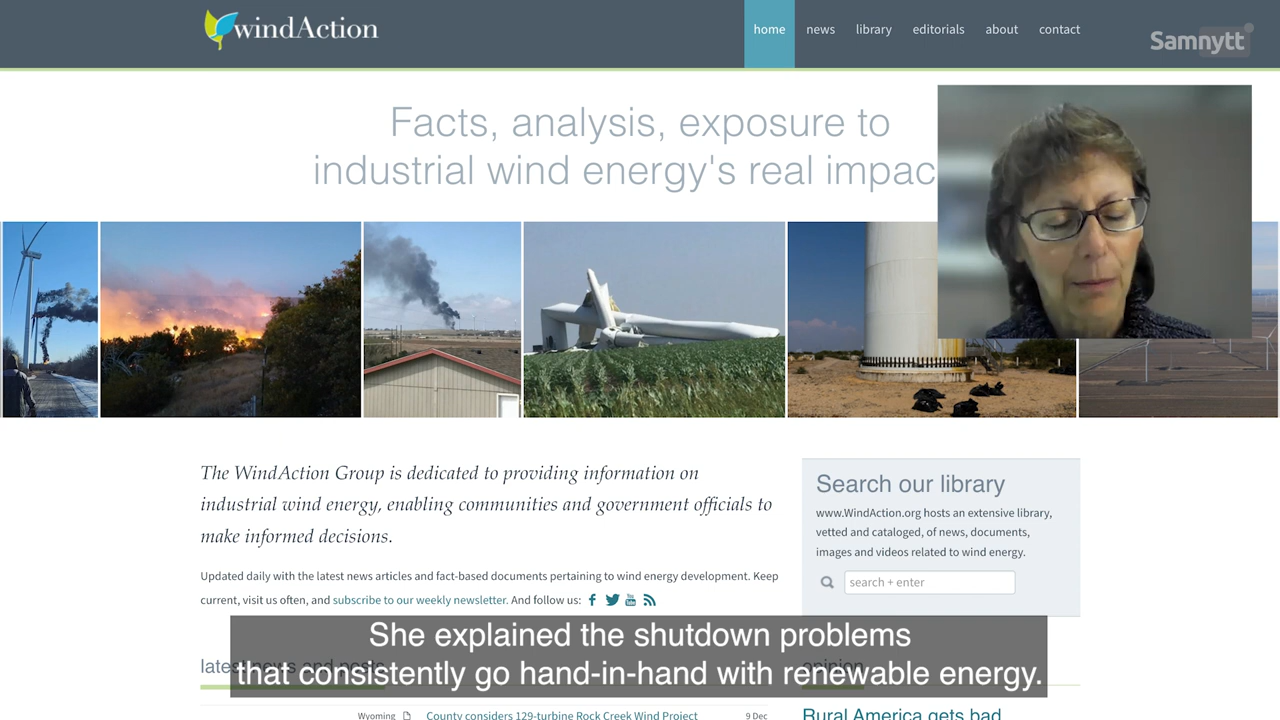 windAction
home news library editorials about contact
Samnytt
Facts, analysis, exposure to
industrial wind energy's real impac
The WindAction Group is dedicated to providing information on
industrial wind energy, enabling communities and government officials to
make informed decisions.
Updated daily with the latest news articles and fact-based documents pertaining to wind energy development. Keep
current, visit us often, and subscribe to our weekly newsletter. And follow us:
Search our library
www.WindAction.org hosts an extensive library,
vetted and cataloged, of news, documents,
images and videos related to wind energy.
search + enter
She explained the shutdown problems
that consistently go hand-in-hand with renewable energy.
latest news and posts
opinion
Wyoming County considers 129-turbine Rock Creek Wind Project 9 Dec
Rural America gets bad